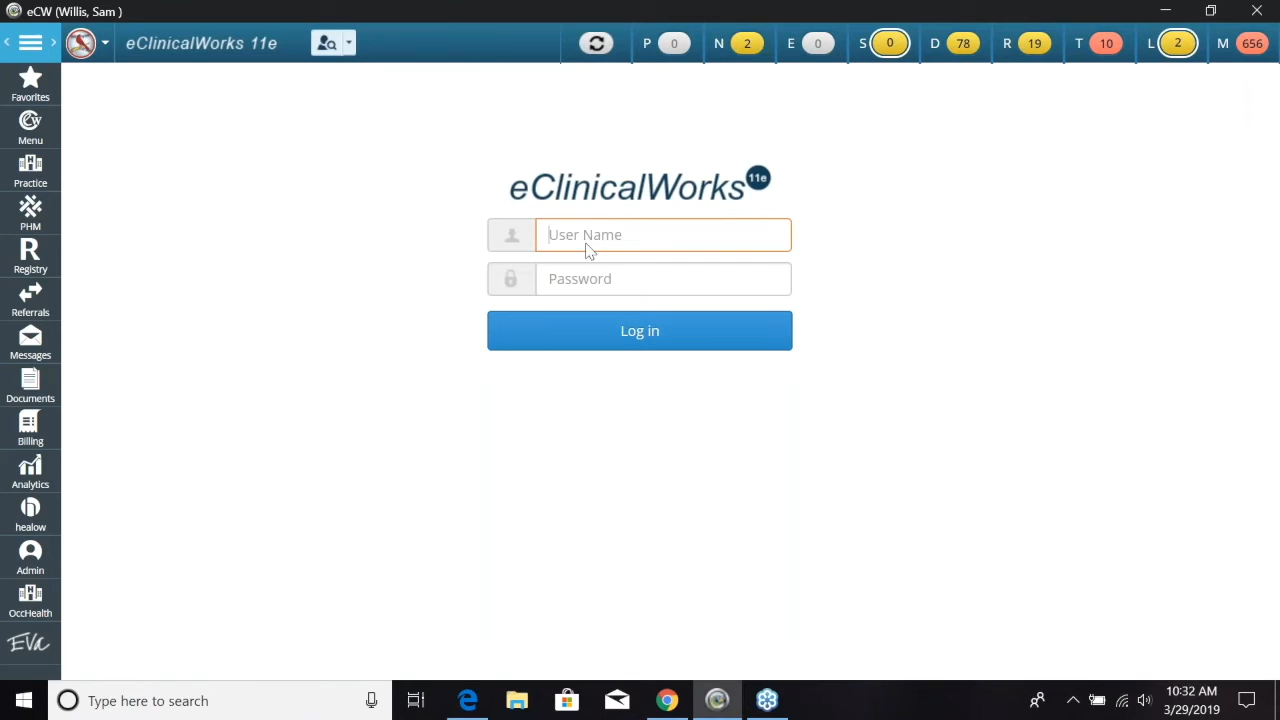 eCW (Willis, Sam )
eClinicalWorks 11e
P 0 N 2 E 0 S 0 D 78 R 19 T 10 L 2 M 656
Favorites
Menu
Practice
PHM
R
Registry
Referrals
Messages
Documents
Billing
Analytics
healow
Admin
OccHealth
EVA
eClinicalWorks 11e
User Name
Password
Log in
Type here to search
10:32 AM
3/29/2019